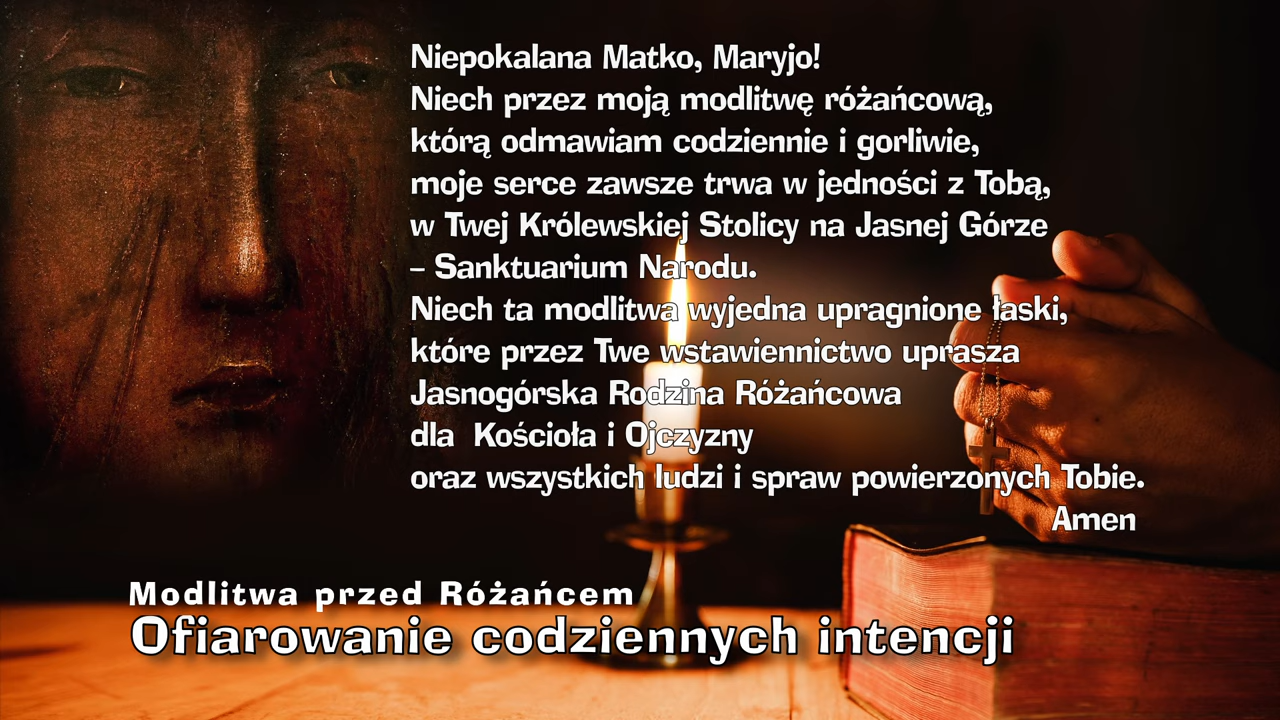 Niepokalana Matko, Maryjo!
Niech przez moją modlitwę różańcową,
którą odmawiam codziennie i gorliwie,
moje serce zawsze trwa w jedności z Tobą,
w Twej Królewskiej Stolicy na Jasnej Górze
– Sanktuarium Narodu.
Niech ta modlitwa wyjedna upragnione łaski,
które przez Twe wstawiennictwo uprasza
Jasnogórska Rodzina Różańcowa
dla  Kościoła i Ojczyzny
oraz wszystkich ludzi i spraw powierzonych Tobie.
Amen
Modlitwa przed Różańcem
Ofiarowanie codziennych intencji